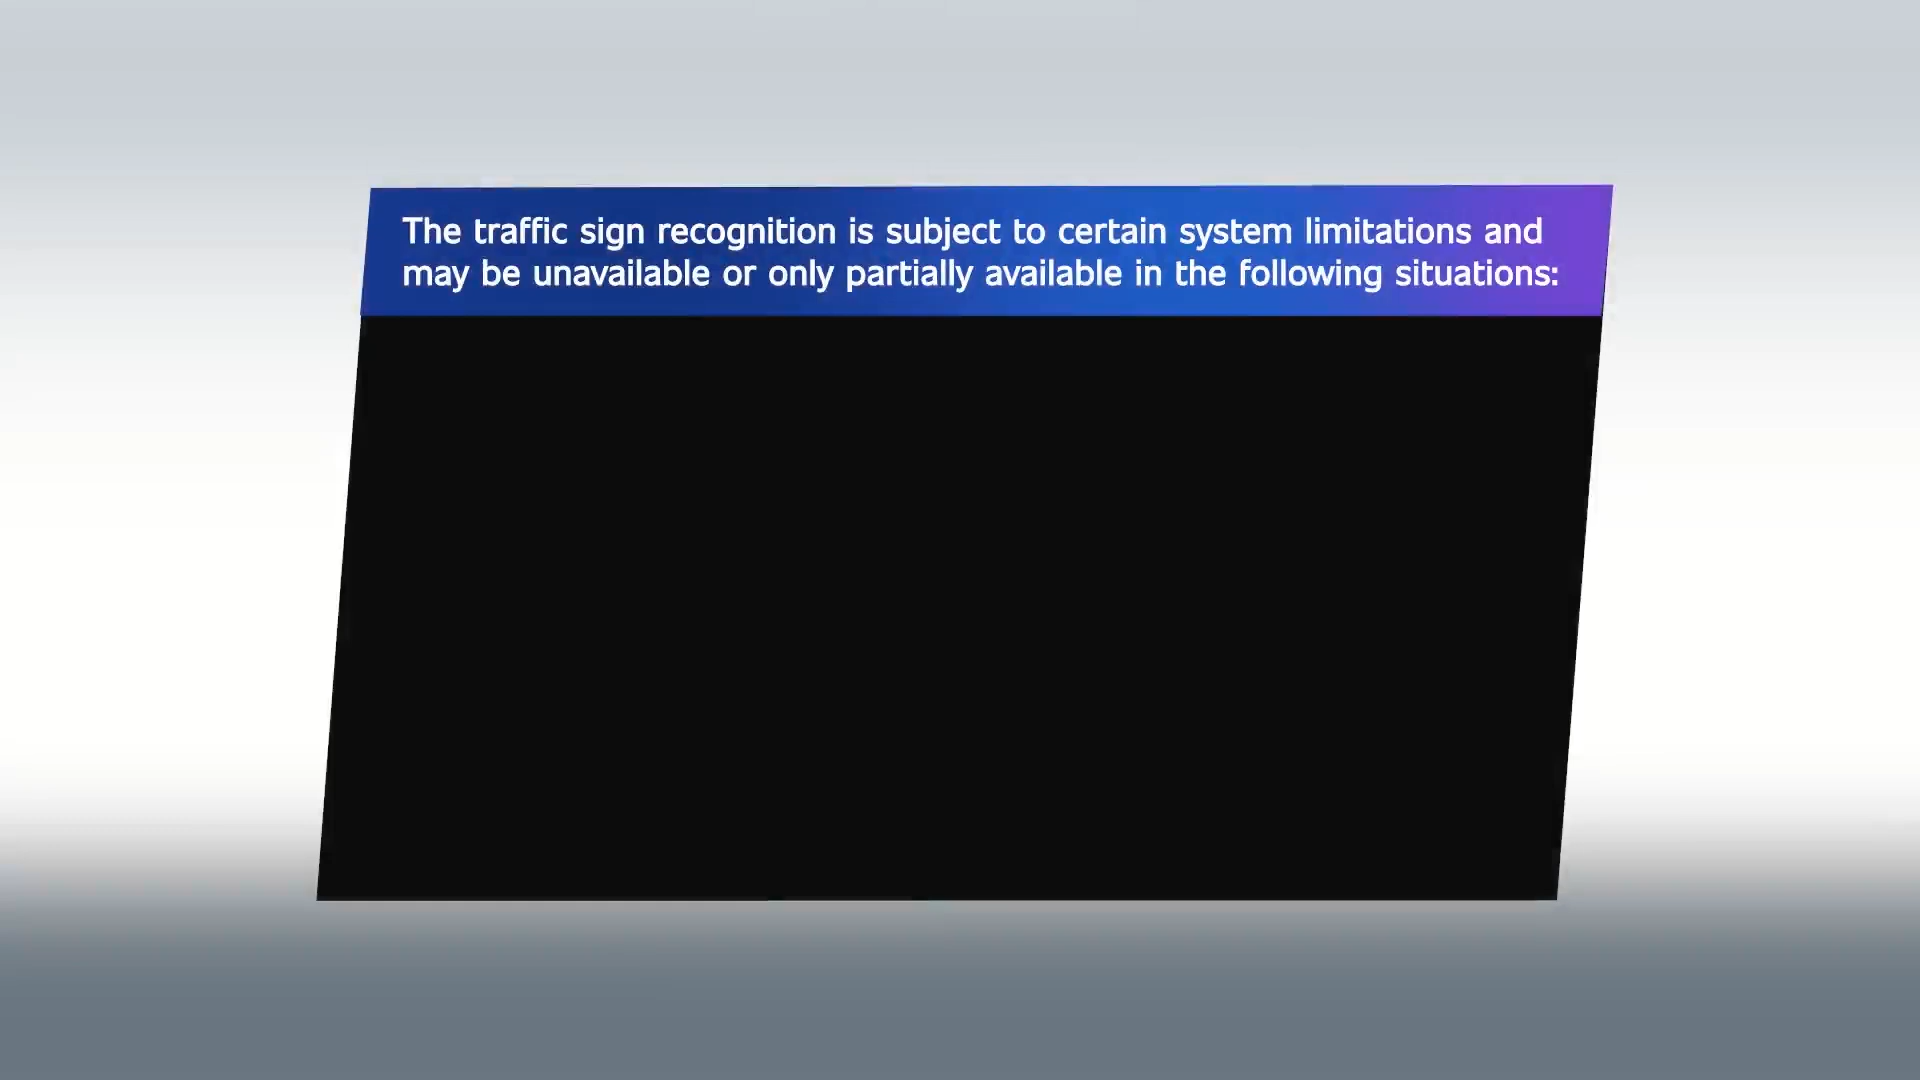 The traffic sign recognition is subject to certain system limitations and
may be unavailable or only partially available in the following situations: